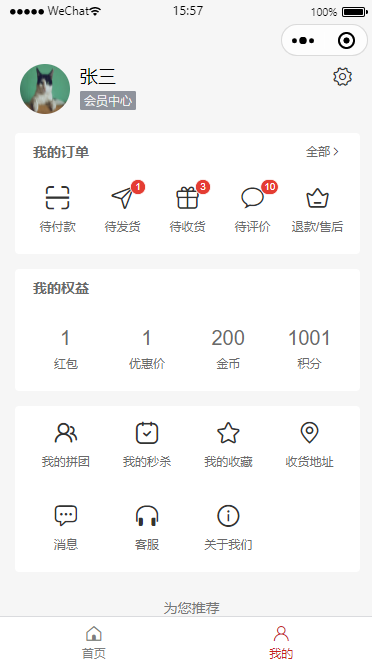 WeChat 15:57 100%
张三
会员中心
我的订单 全部
1 3 10
待付款 待发货 待收货 待评价 退款/售后
我的权益
1 1 200 1001
红包 优惠价 金币 积分
我的拼团 我的秒杀 我的收藏 收货地址
消息 客服 关于我们
为您推荐
首页 我的